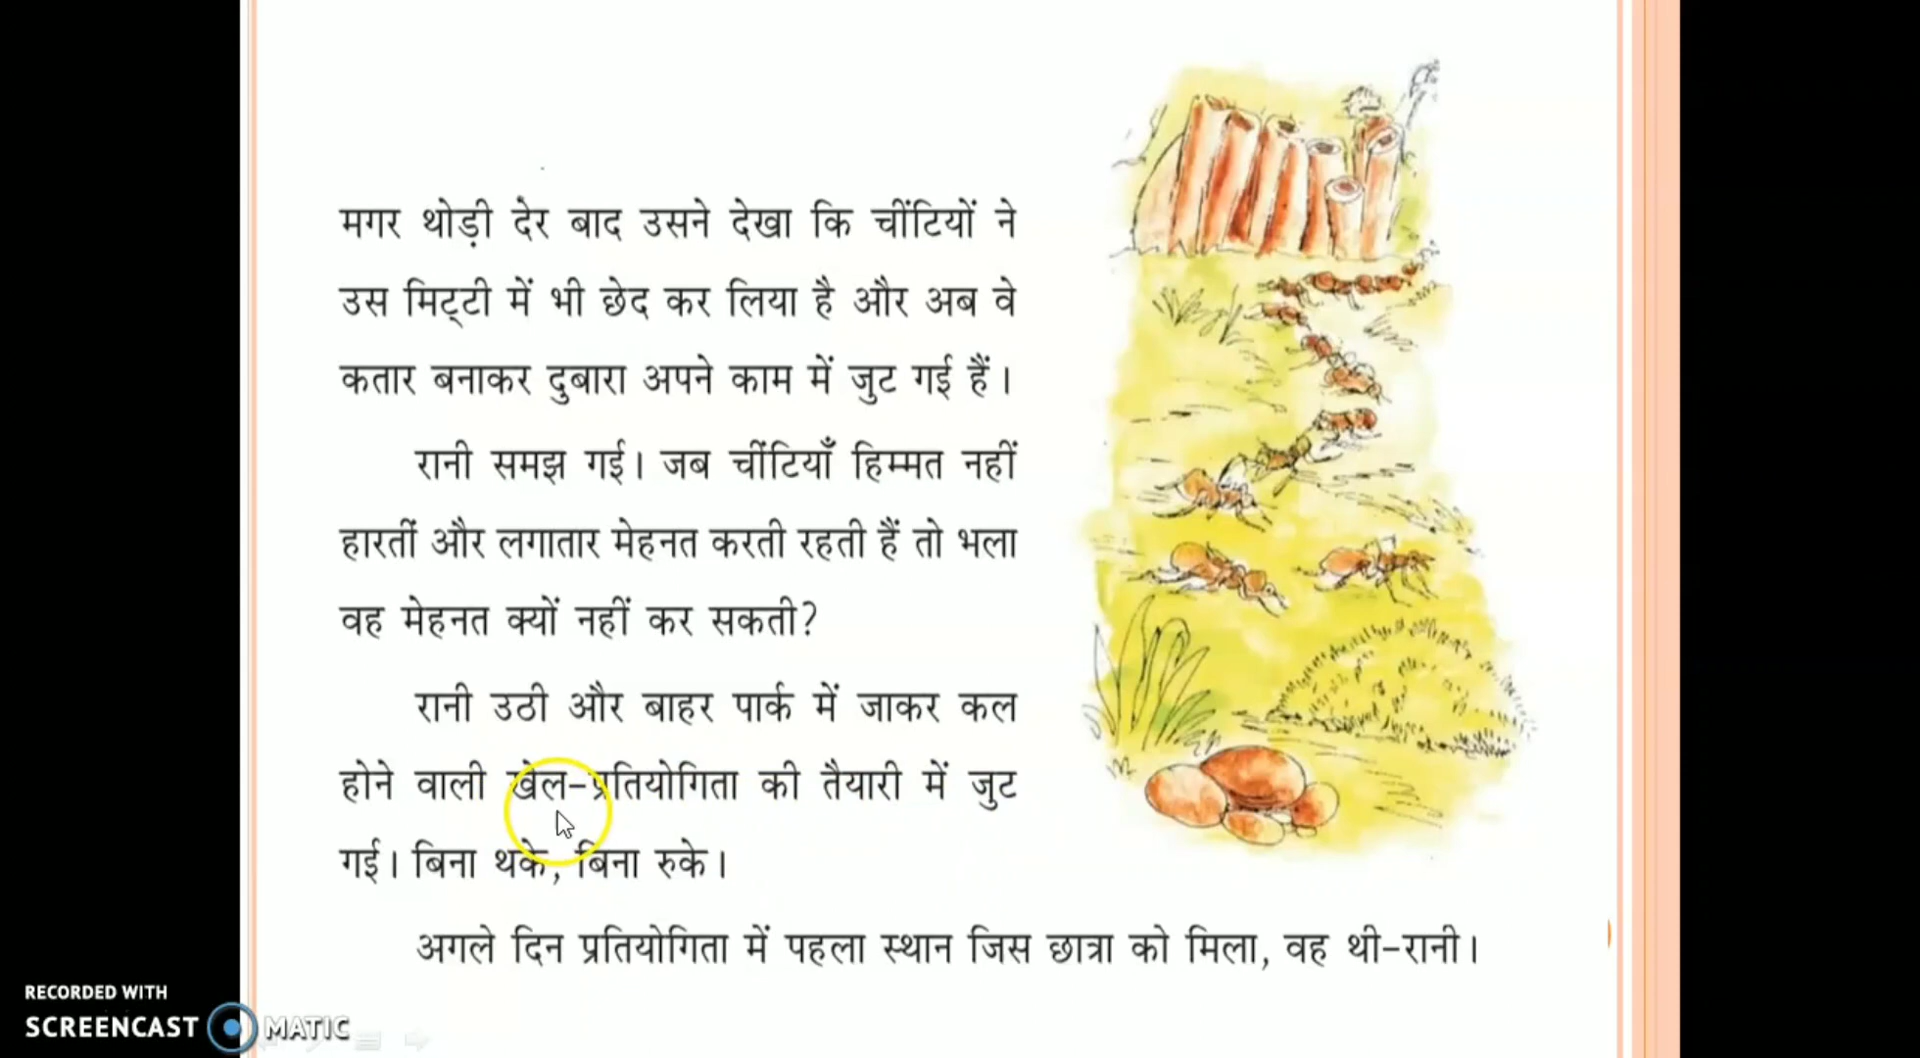 मगर थोड़ी देर बाद उसने देखा कि चींटियों ने
उस मिट्‌टी में भी छेद कर लिया है और अब वे
कतार बनाकर दुबारा अपने काम में जुट गई हैं।
रानी समझ गई। जब चींटियाँ हिम्मत नहीं
हारतीं और लगातार मेहनत करती रहती हैं तो भला
वह मेहनत क्यों नहीं कर सकती?
रानी उठी और बाहर पार्क में जाकर कल
होने वाली खेल-प्रतियोगिता की तैयारी में जुट
गई। बिना थके, बिना रुके।
अगले दिन प्रतियोगिता में पहला स्थान जिस छात्रा को मिला, वह थी-रानी।
RECORDED WITH
SCREENCAST MATIC